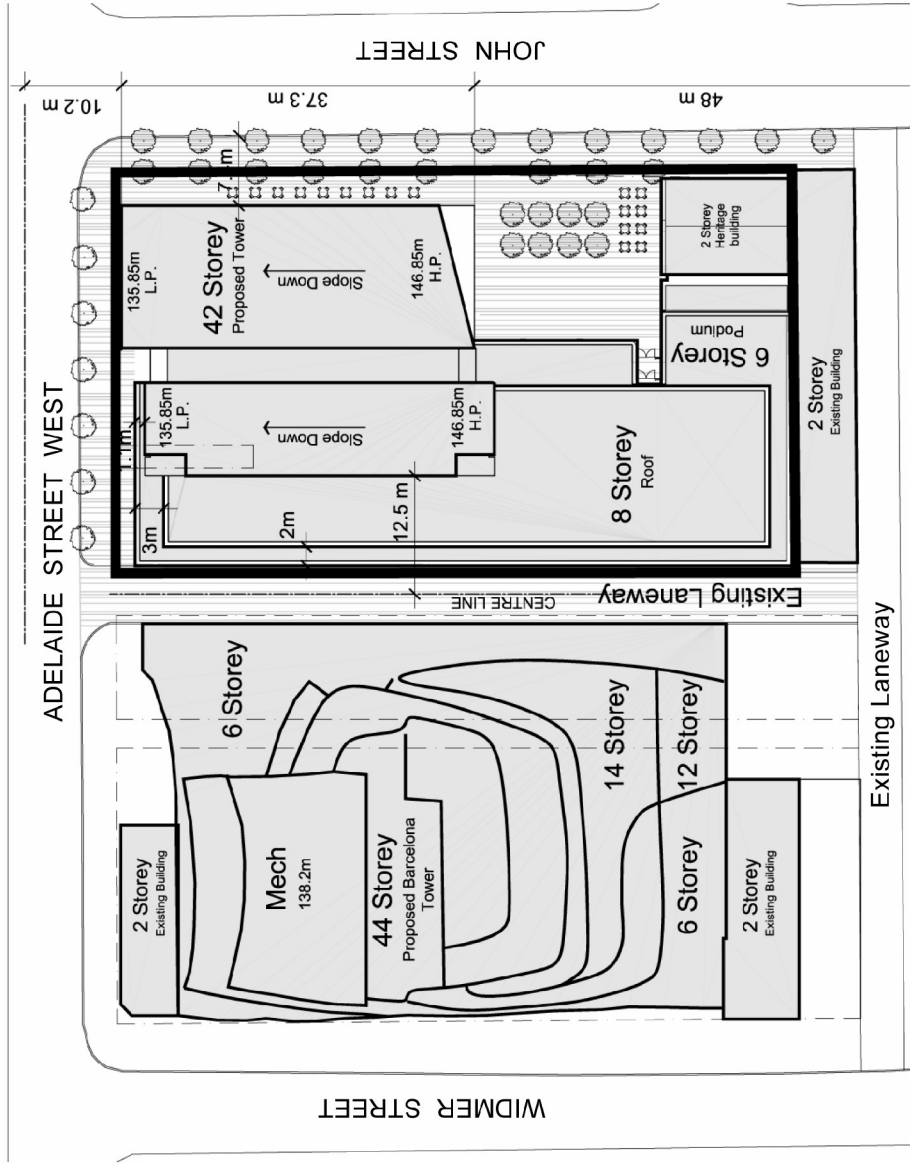 JOHN STREET
10.2 m
37.3 m
48 m
ADELAIDE STREET WEST
135.85m
L.P.
42 Storey
Proposed Tower
Slope Down
146.85m
H.P.
2 Storey
Heritage
building
6 Storey
Podium
2 Storey
Existing Building
135.85m
L.P.
Slope Down
146.85m
H.P.
3m
2m
12.5 m
8 Storey
Roof
CENTRE LINE
Existing Laneway
6 Storey
14 Storey
12 Storey
Existing Laneway
2 Storey
Existing Building
Mech
138.2m
44 Storey
Proposed Barcelona
Tower
6 Storey
2 Storey
Existing Building
WIDMER STREET